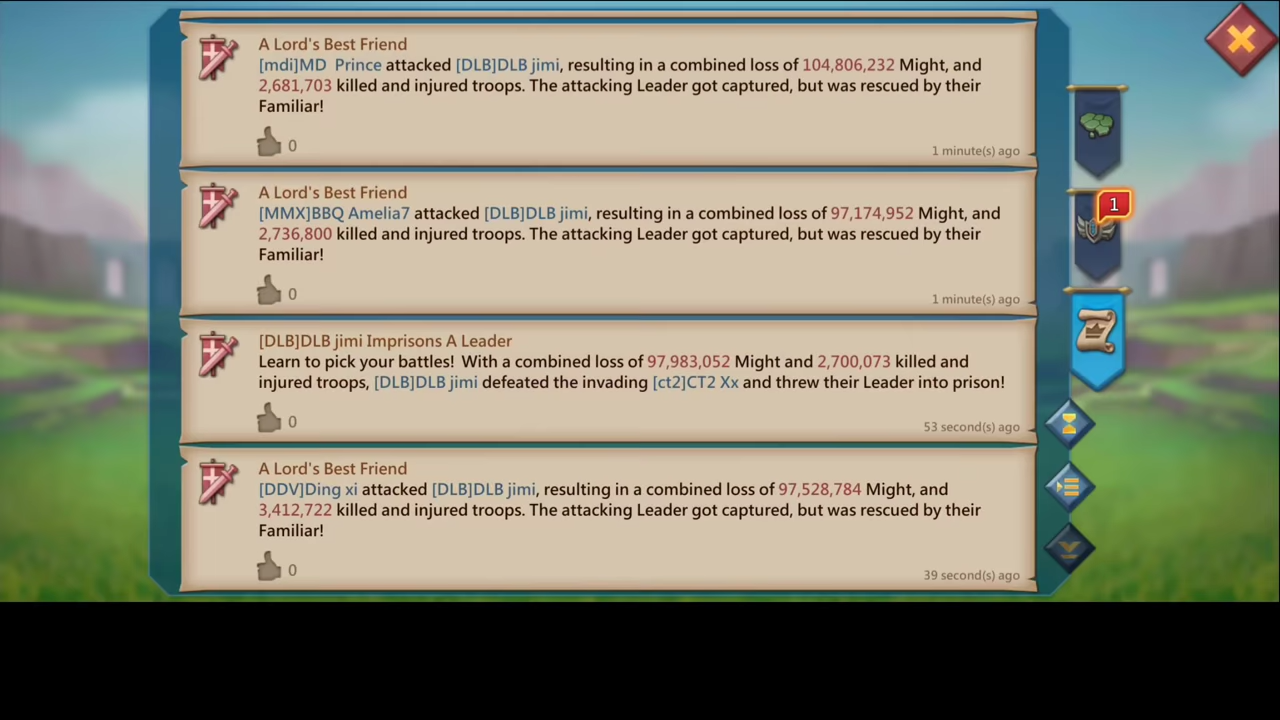 A Lord's Best Friend
[mdi]MD  Prince attacked [DLB]DLB jimi, resulting in a combined loss of 104,806,232 Might, and
2,681,703 killed and injured troops. The attacking Leader got captured, but was rescued by their
Familiar!
0
1 minute(s) ago
A Lord's Best Friend
[MMX]BBQ Amelia7 attacked [DLB]DLB jimi, resulting in a combined loss of 97,174,952 Might, and
2,736,800 killed and injured troops. The attacking Leader got captured, but was rescued by their
Familiar!
0
1 minute(s) ago
[DLB]DLB jimi Imprisons A Leader
Learn to pick your battles! With a combined loss of 97,983,052 Might and 2,700,073 killed and
injured troops, [DLB]DLB jimi defeated the invading [ct2]CT2 Xx and threw their Leader into prison!
0
53 second(s) ago
A Lord's Best Friend
[DDV]Ding xi attacked [DLB]DLB jimi, resulting in a combined loss of 97,528,784 Might, and
3,412,722 killed and injured troops. The attacking Leader got captured, but was rescued by their
Familiar!
0
39 second(s) ago
1